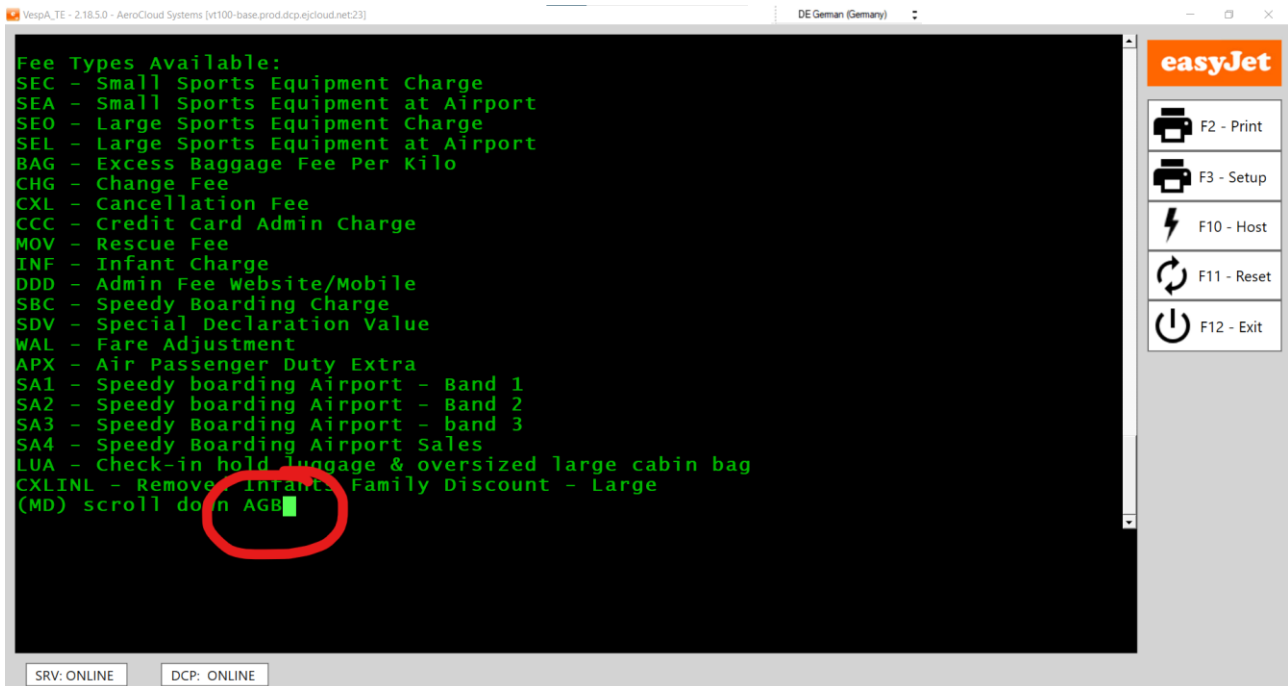 VespA_TE - 2.18.5.0 - AeroCloud Systems [vt100-base.prod.dcp.ejcloud.net:23]
DE German (Germany)
Fee Types Available:
SEC - Small Sports Equipment Charge
SEA - Small Sports Equipment at Airport
SEO - Large Sports Equipment Charge
SEL - Large Sports Equipment at Airport
BAG - Excess Baggage Fee Per Kilo
CHG - Change Fee
CXL - Cancellation Fee
CCC - Credit Card Admin Charge
MOV - Rescue Fee
INF - Infant Charge
DDD - Admin Fee Website/Mobile
SBC - Speedy Boarding Charge
SDV - Special Declaration Value
WAL - Fare Adjustment
APX - Air Passenger Duty Extra
SA1 - Speedy boarding Airport - Band 1
SA2 - Speedy boarding Airport - Band 2
SA3 - Speedy boarding Airport - band 3
SA4 - Speedy Boarding Airport Sales
LUA - Check-in hold luggage & oversized large cabin bag
CXLINL - Removed Infants Family Discount - Large
(MD) scroll down AGB
easyJet
F2 - Print
F3 - Setup
F10 - Host
F11 - Reset
F12 - Exit
SRV: ONLINE
DCP: ONLINE